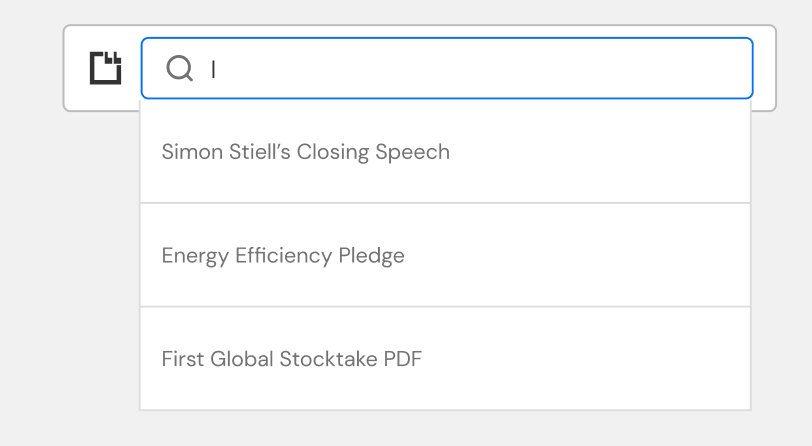 Simon Stiell’s Closing Speech
Energy Efficiency Pledge
First Global Stocktake PDF